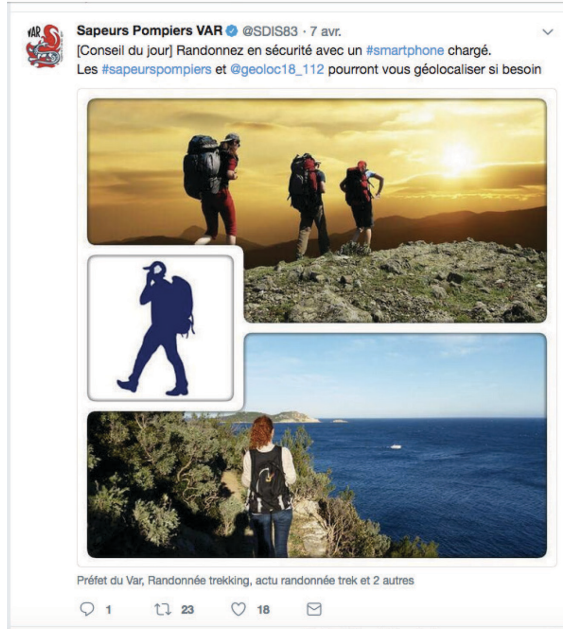 VAR
Sapeurs Pompiers VAR @SDIS83 · 7 avr.
[Conseil du jour] Randonnez en sécurité avec un #smartphone chargé.
Les #sapeurspompiers et @geoloc18_112 pourront vous géolocaliser si besoin
Préfet du Var, Randonnée trekking, actu randonnée trek et 2 autres
1 23 18